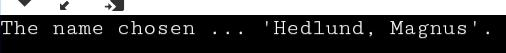 The name chosen ... 'Hedlund, Magnus'.